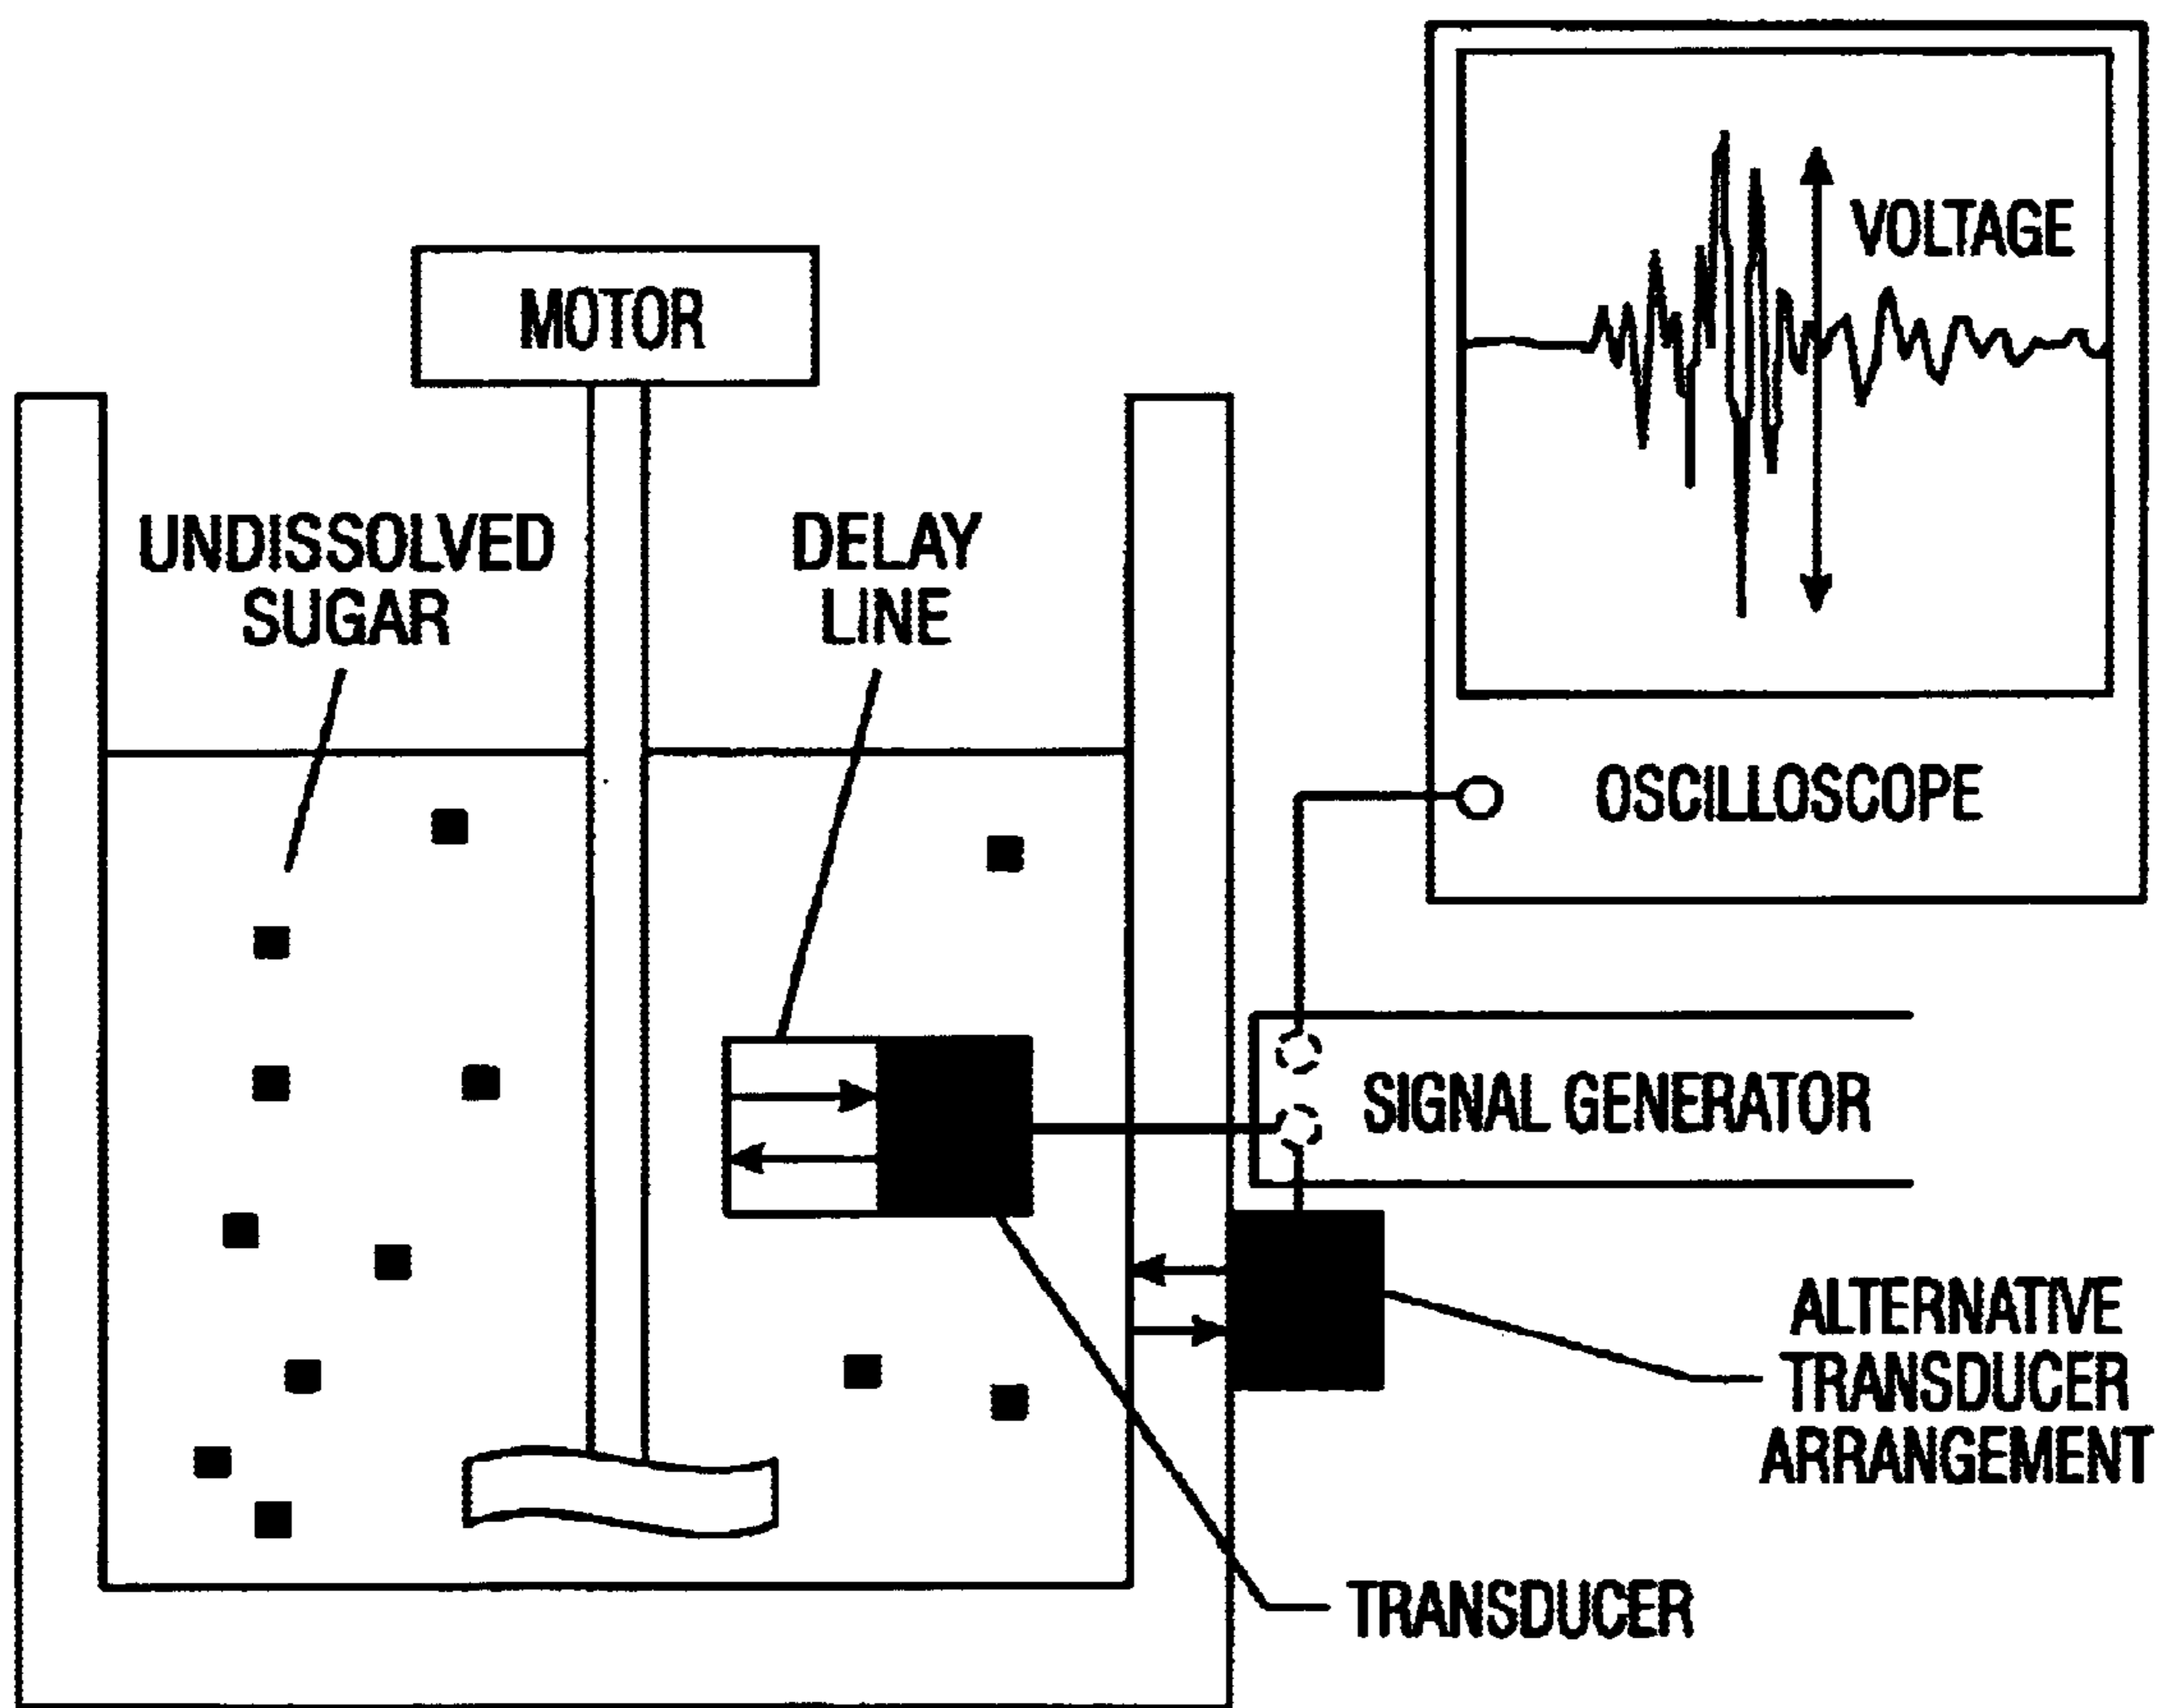 VOLTAGE
MOTOR
UNDISSOLVED
SUGAR
DELAY
LINE
OSCILLOSCOPE
SIGNAL GENERATOR
ALTERNATIVE
TRANSDUCER
ARRANGEMENT
TRANSDUCER